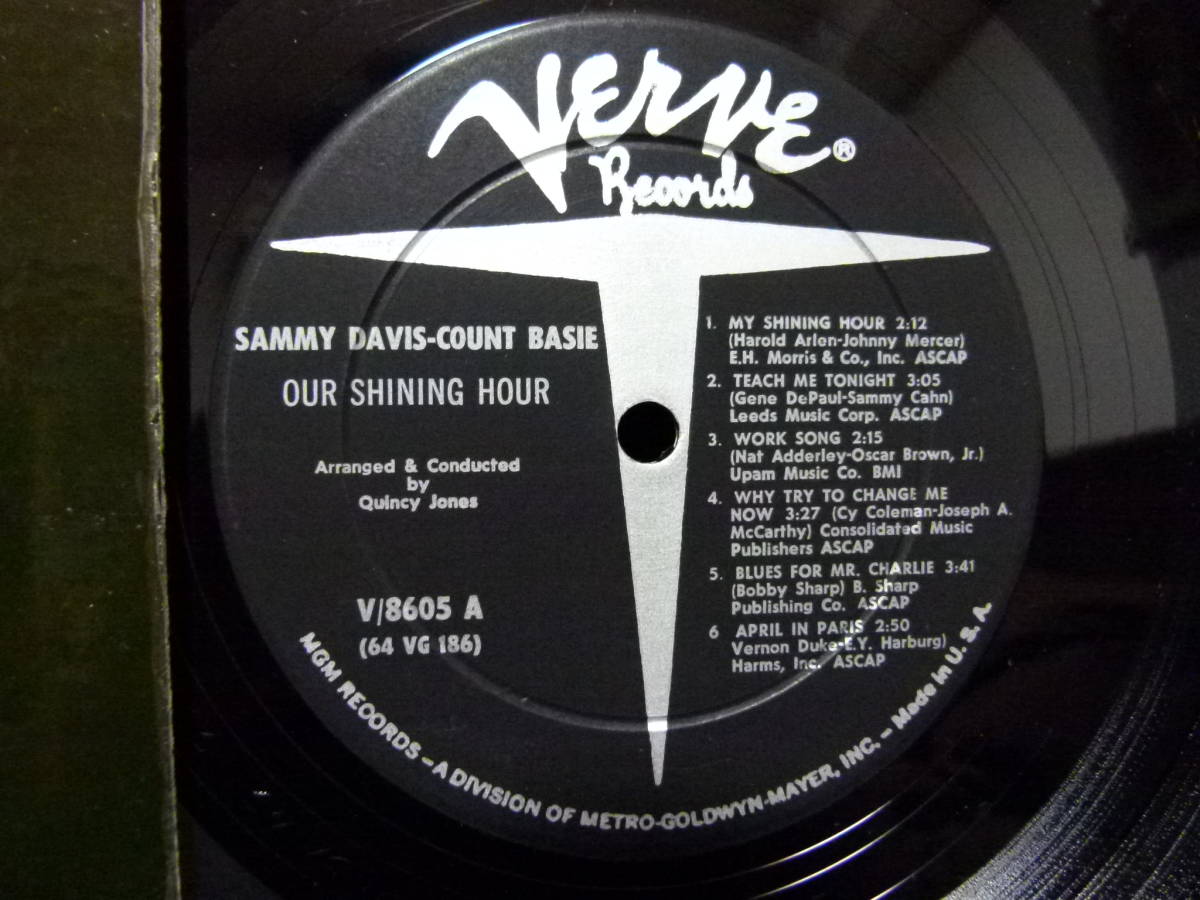 Verve®
Records
SAMMY DAVIS-COUNT BASIE
OUR SHINING HOUR
Arranged & Conducted
by
Quincy Jones
V/8605 A
(64 VG 186)
1. MY SHINING HOUR 2:12
(Harold Arlen-Johnny Mercer)
E.H. Morris & Co., Inc. ASCAP
2. TEACH ME TONIGHT 3:05
(Gene DePaul-Sammy Cahn)
Leeds Music Corp. ASCAP
3. WORK SONG 2:15
(Nat Adderley-Oscar Brown, Jr.)
Upam Music Co. BMI
4. WHY TRY TO CHANGE ME
NOW 3:27 (Cy Coleman-Joseph A.
McCarthy) Consolidated Music
Publishers ASCAP
5. BLUES FOR MR. CHARLIE 3:41
(Bobby Sharp) B. Sharp
Publishing Co. ASCAP
6 APRIL IN PARIS 2:50
Vernon Duke-E.Y. Harburg)
Harms, Inc. ASCAP
MGM RECORDS – A DIVISION OF METRO-GOLDWYN-MAYER, INC. – Made in U. S. A.